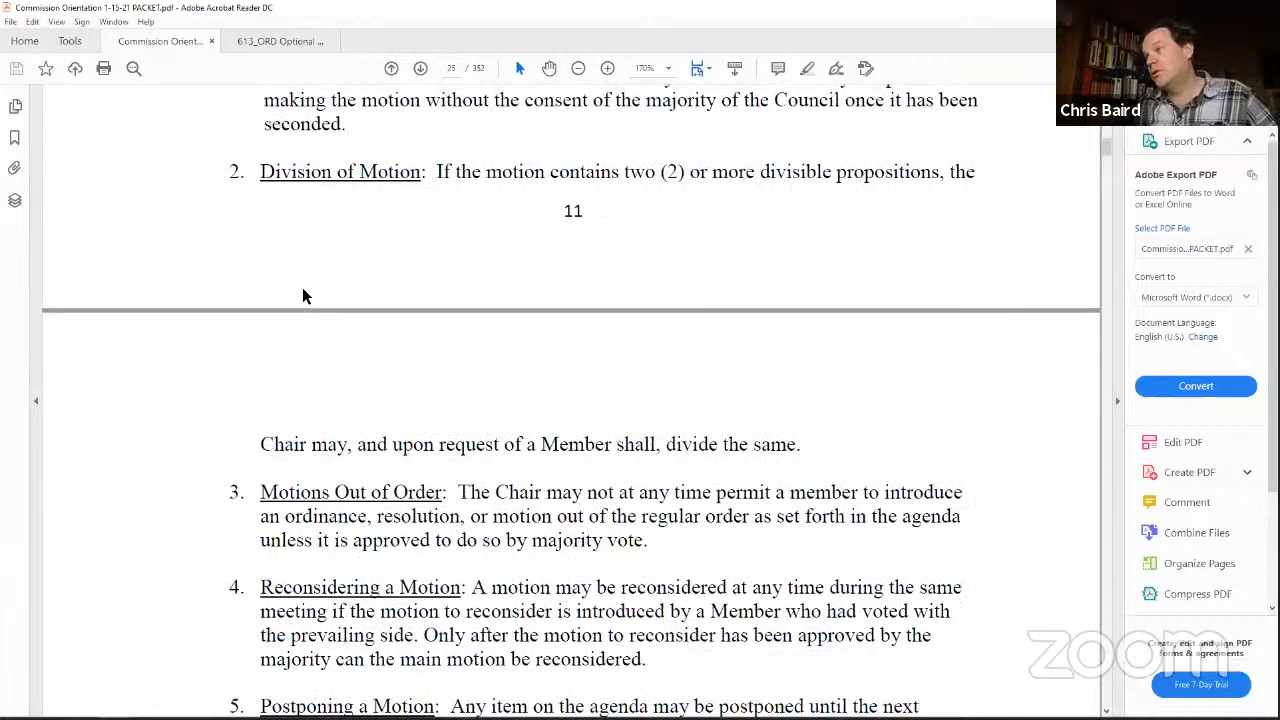 Commission Orientation 1-15-21 PACKET.pdf - Adobe Acrobat Reader DC
File Edit View Sign Window Help
Home Tools Commission Orient... × 613_ORD Optional ...
25 / 352 170%
making the motion without the consent of the majority of the Council once it has been
seconded.
2. Division of Motion: If the motion contains two (2) or more divisible propositions, the
11
Chair may, and upon request of a Member shall, divide the same.
3. Motions Out of Order: The Chair may not at any time permit a member to introduce
an ordinance, resolution, or motion out of the regular order as set forth in the agenda
unless it is approved to do so by majority vote.
4. Reconsidering a Motion: A motion may be reconsidered at any time during the same
meeting if the motion to reconsider is introduced by a Member who had voted with
the prevailing side. Only after the motion to reconsider has been approved by the
majority can the main motion be reconsidered.
5. Postponing a Motion: Any item on the agenda may be postponed until the next
Chris Baird
Export PDF
Adobe Export PDF
Convert PDF Files to Word
or Excel Online
Select PDF File
Commissio...PACKET.pdf ×
Convert to
Microsoft Word (*.docx)
Document Language:
English (U.S.) Change
Convert
Edit PDF
Create PDF
Comment
Combine Files
Organize Pages
Compress PDF
Create, edit and sign PDF
forms & agreements
Free 7-Day Trial
zoom